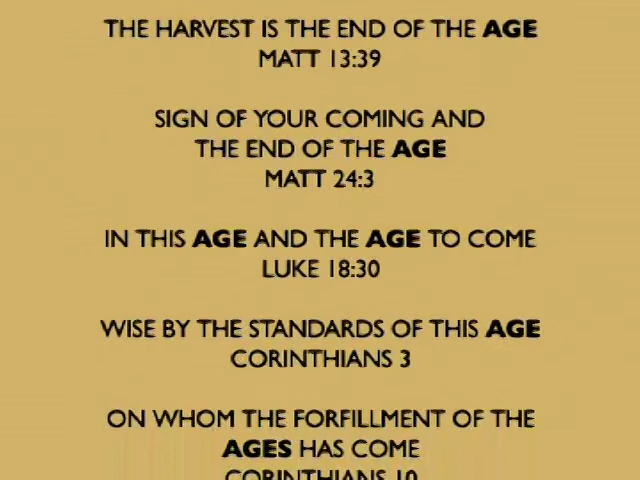 THE HARVEST IS THE END OF THE AGE
MATT 13:39
SIGN OF YOUR COMING AND
THE END OF THE AGE
MATT 24:3
IN THIS AGE AND THE AGE TO COME
LUKE 18:30
WISE BY THE STANDARDS OF THIS AGE
CORINTHIANS 3
ON WHOM THE FORFILLMENT OF THE
AGES HAS COME
CORINTHIANS 10